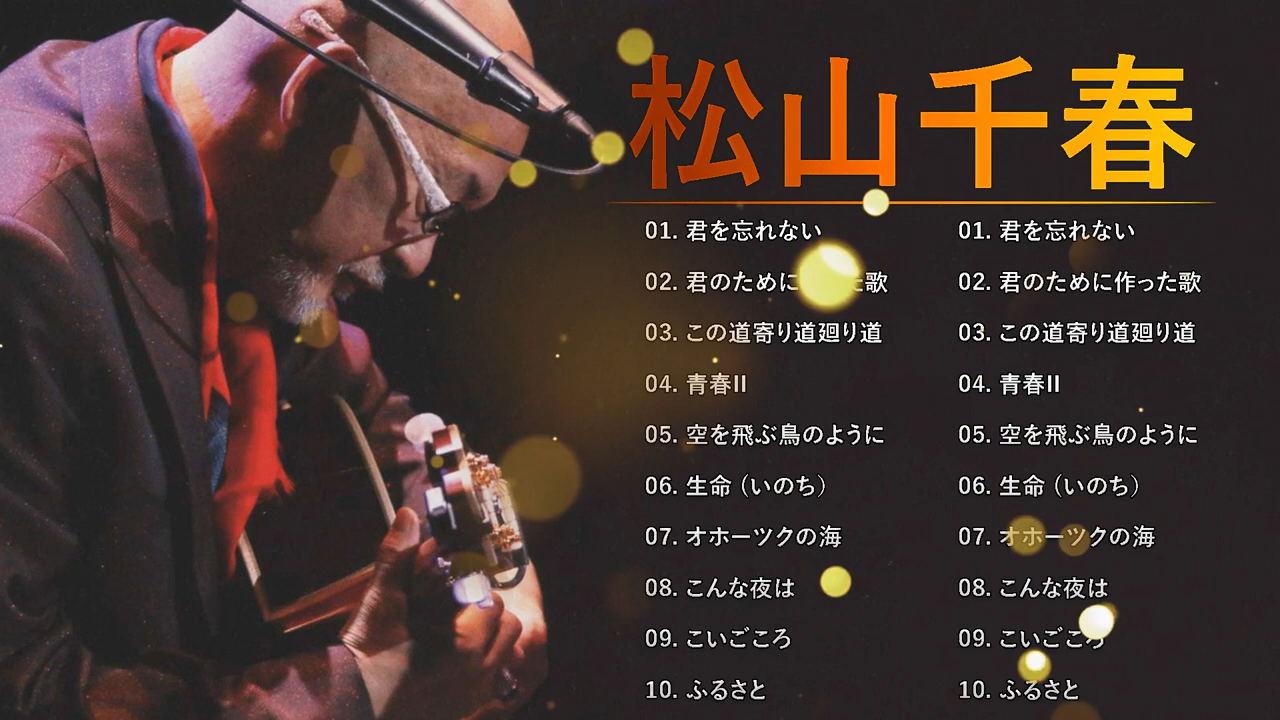 松山千春
01. 君を忘れない
02. 君のために た歌
03. この道寄り道廻り道
04. 青春II
05. 空を飛ぶ鳥のように
06. 生命（いのち）
07. オホーツクの海
08. こんな夜は
09. こいごころ
10. ふるさと
01. 君を忘れない
02. 君のために作った歌
03. この道寄り道廻り道
04. 青春II
05. 空を飛ぶ鳥のように
06. 生命（いのち）
07. オホーツクの海
08. こんな夜は
09. こいごころ
10. ふるさと